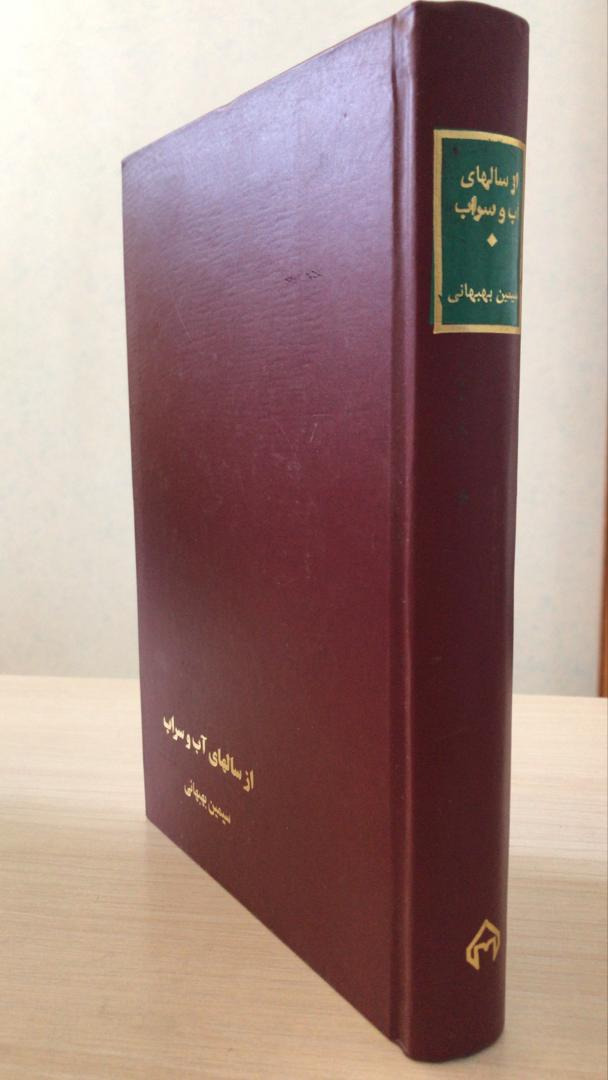 از سالهای
آب و سراب
سیمین بهبهانی
از سالهای آب و سراب
سیمین بهبهانی